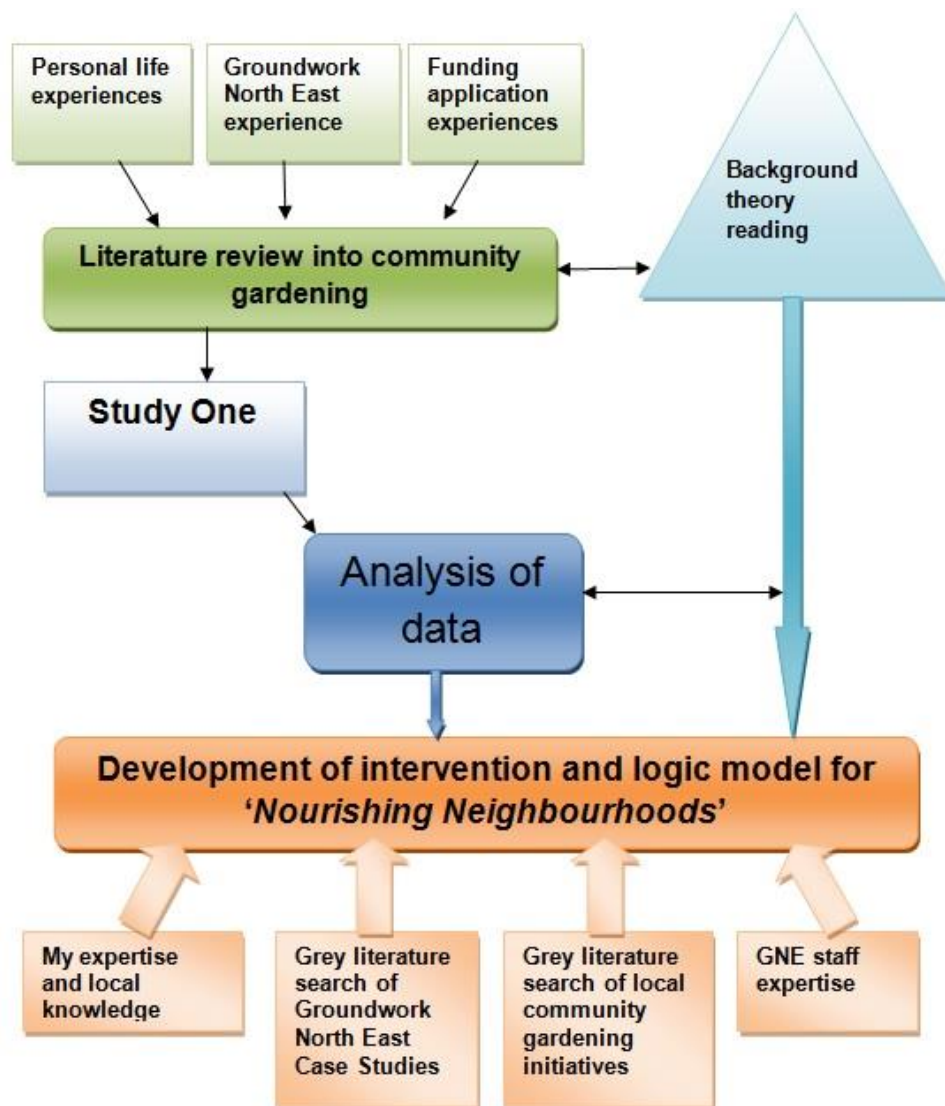 Personal life
experiences
Groundwork
North East
experience
Funding
application
experiences
Background
theory
reading
Literature review into community
gardening
Study One
Analysis of
data
Development of intervention and logic model for
‘Nourishing Neighbourhoods’
My expertise
and local
knowledge
Grey literature
search of
Groundwork
North East
Case Studies
Grey literature
search of local
community
gardening
initiatives
GNE staff
expertise